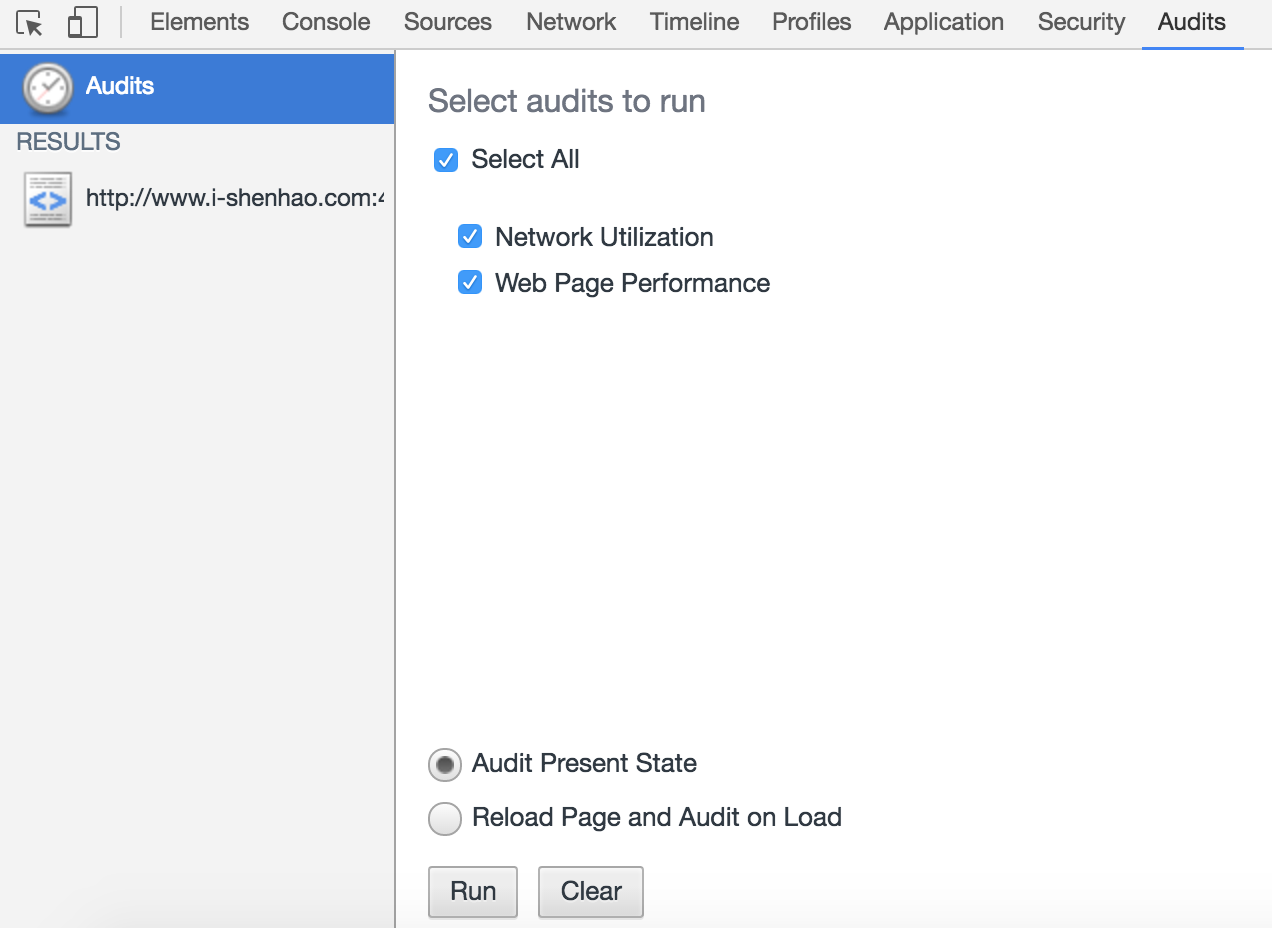 Elements Console Sources Network Timeline Profiles Application Security Audits
Audits
RESULTS
http://www.i-shenhao.com:4
Select audits to run
Select All
Network Utilization
Web Page Performance
Audit Present State
Reload Page and Audit on Load
Run Clear